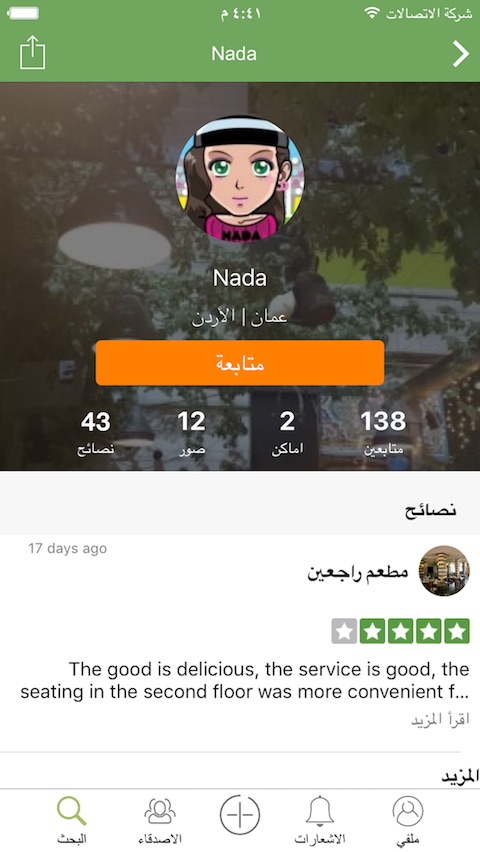 شركة الاتصالات
٤:٤١ م
Nada
NADA
Nada
عمان | الأردن
متابعة
138
متابعين
2
اماكن
12
صور
43
نصائح
نصائح
مطعم راجعين
17 days ago
The good is delicious, the service is good, the
seating in the second floor was more convenient f...
اقرأ المزيد
المزيد
ملفي
الاشعارات
الاصدقاء
البحث